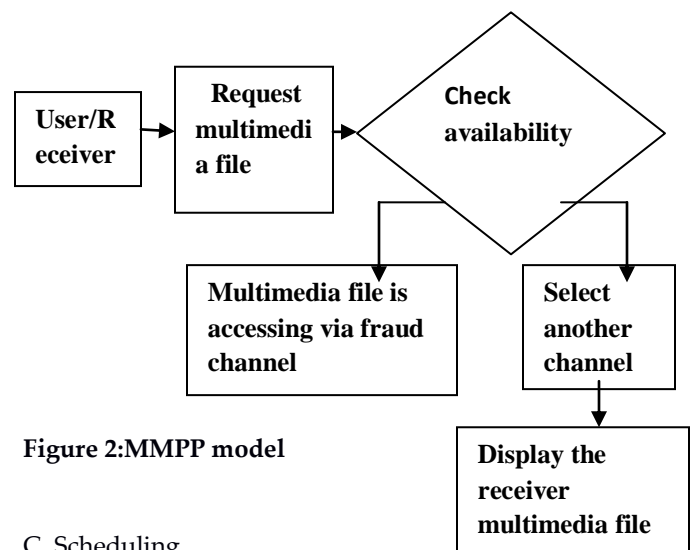 User/R
eceiver
Request
multimedi
a file
Check
availability
Multimedia file is
accessing via fraud
channel
Select
another
channel
Figure 2:MMPP model
Display the
receiver
multimedia file
C. Scheduling